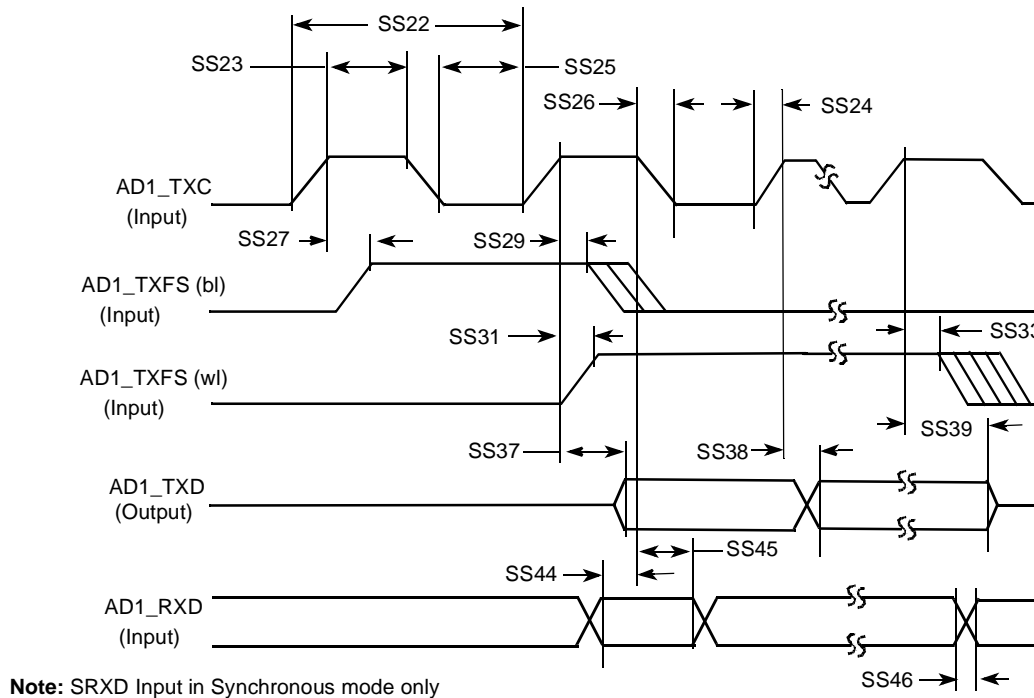 SS22
SS23
SS25
SS26
SS24
AD1_TXC
(Input)
SS27
SS29
AD1_TXFS (bl)
(Input)
SS31
SS33
AD1_TXFS (wl)
(Input)
SS39
SS37
SS38
AD1_TXD
(Output)
SS45
SS44
AD1_RXD
(Input)
SS46
Note: SRXD Input in Synchronous mode only